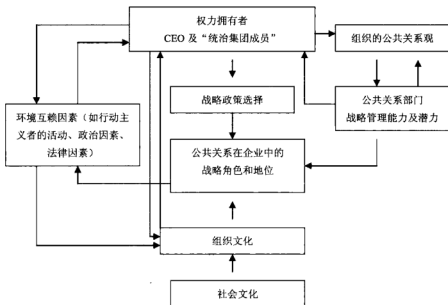 权力拥有者
CEO 及“统治集团成员”
组织的公共关系观
战略政策选择
公共关系部门
战略管理能力及潜力
环境互赖因素（如行动主
义者的活动、政治因素、
法律因素）
公共关系在企业中的
战略角色和地位
组织文化
社会文化